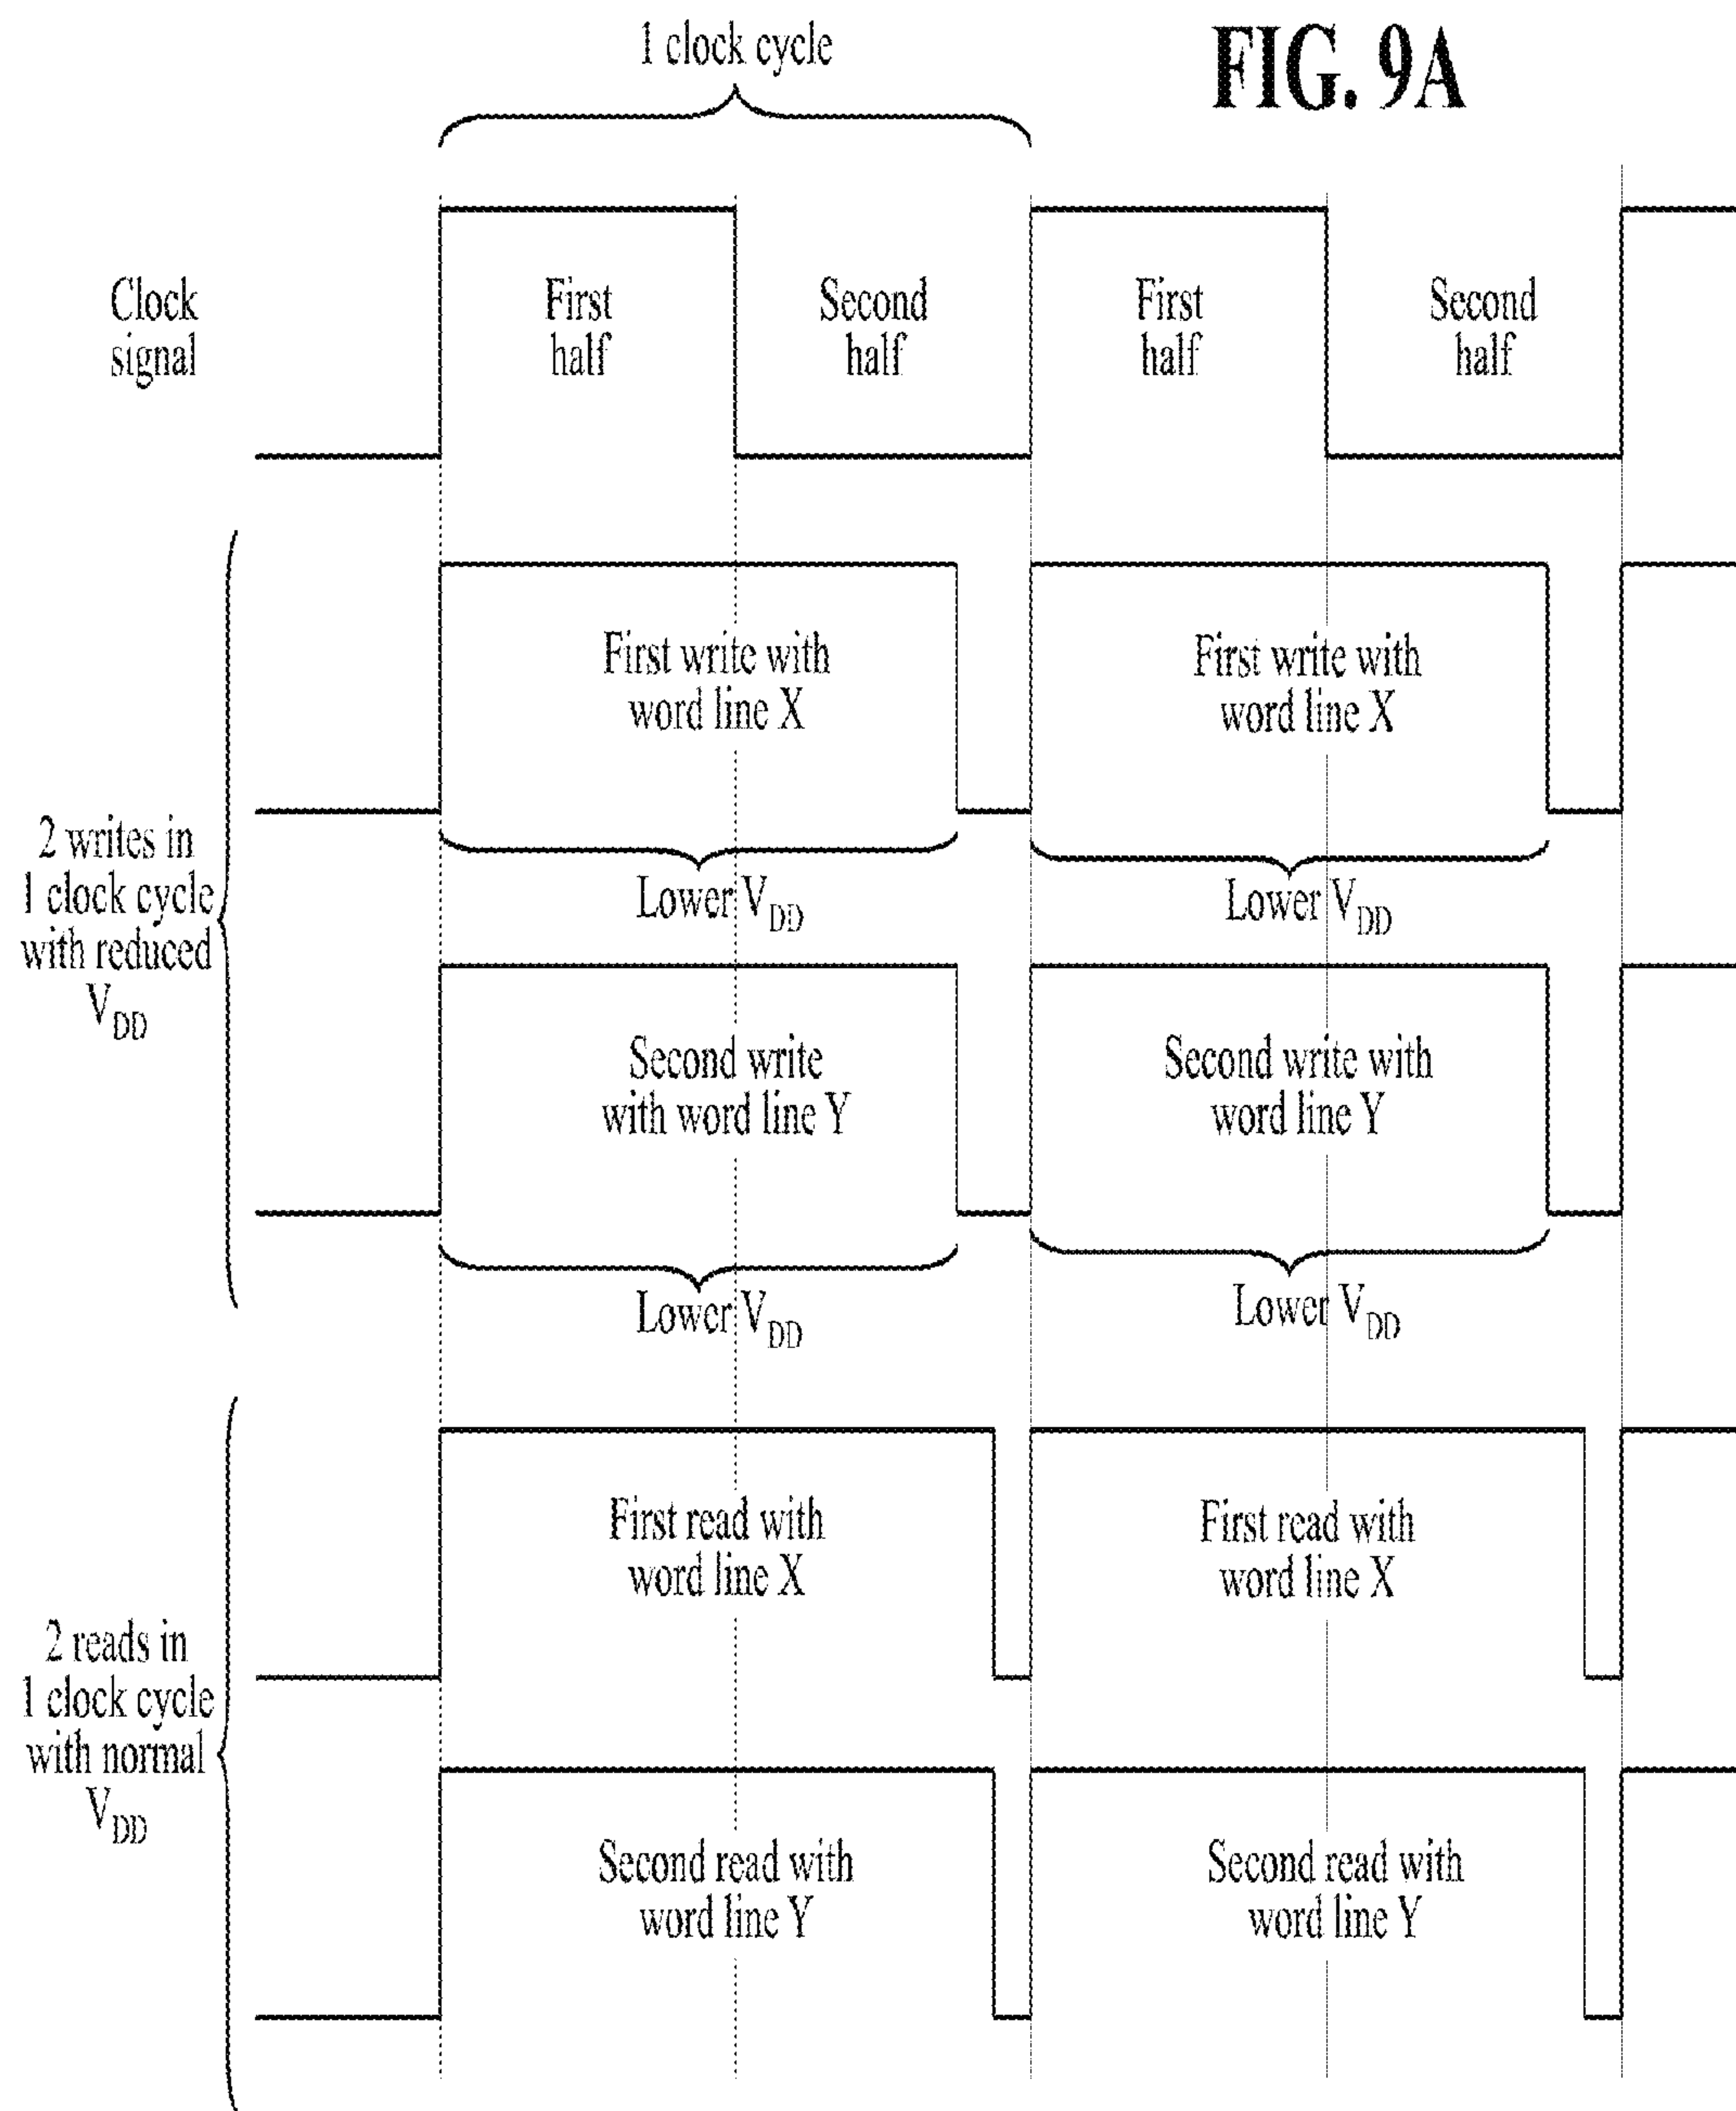 1 clock cycle
FIG. 9A
Clock
signal
First
half
Second
half
First
half
Second
half
2 writes in
1 clock cycle
with reduced
VDD
First write with
word line X
First write with
word line X
Lower VDD
Lower VDD
Second write
with word line Y
Second write with
word line Y
Lower VDD
Lower VDD
2 reads in
1 clock cycle
with normal
VDD
First read with
word line X
First read with
word line X
Second read with
word line Y
Second read with
word line Y